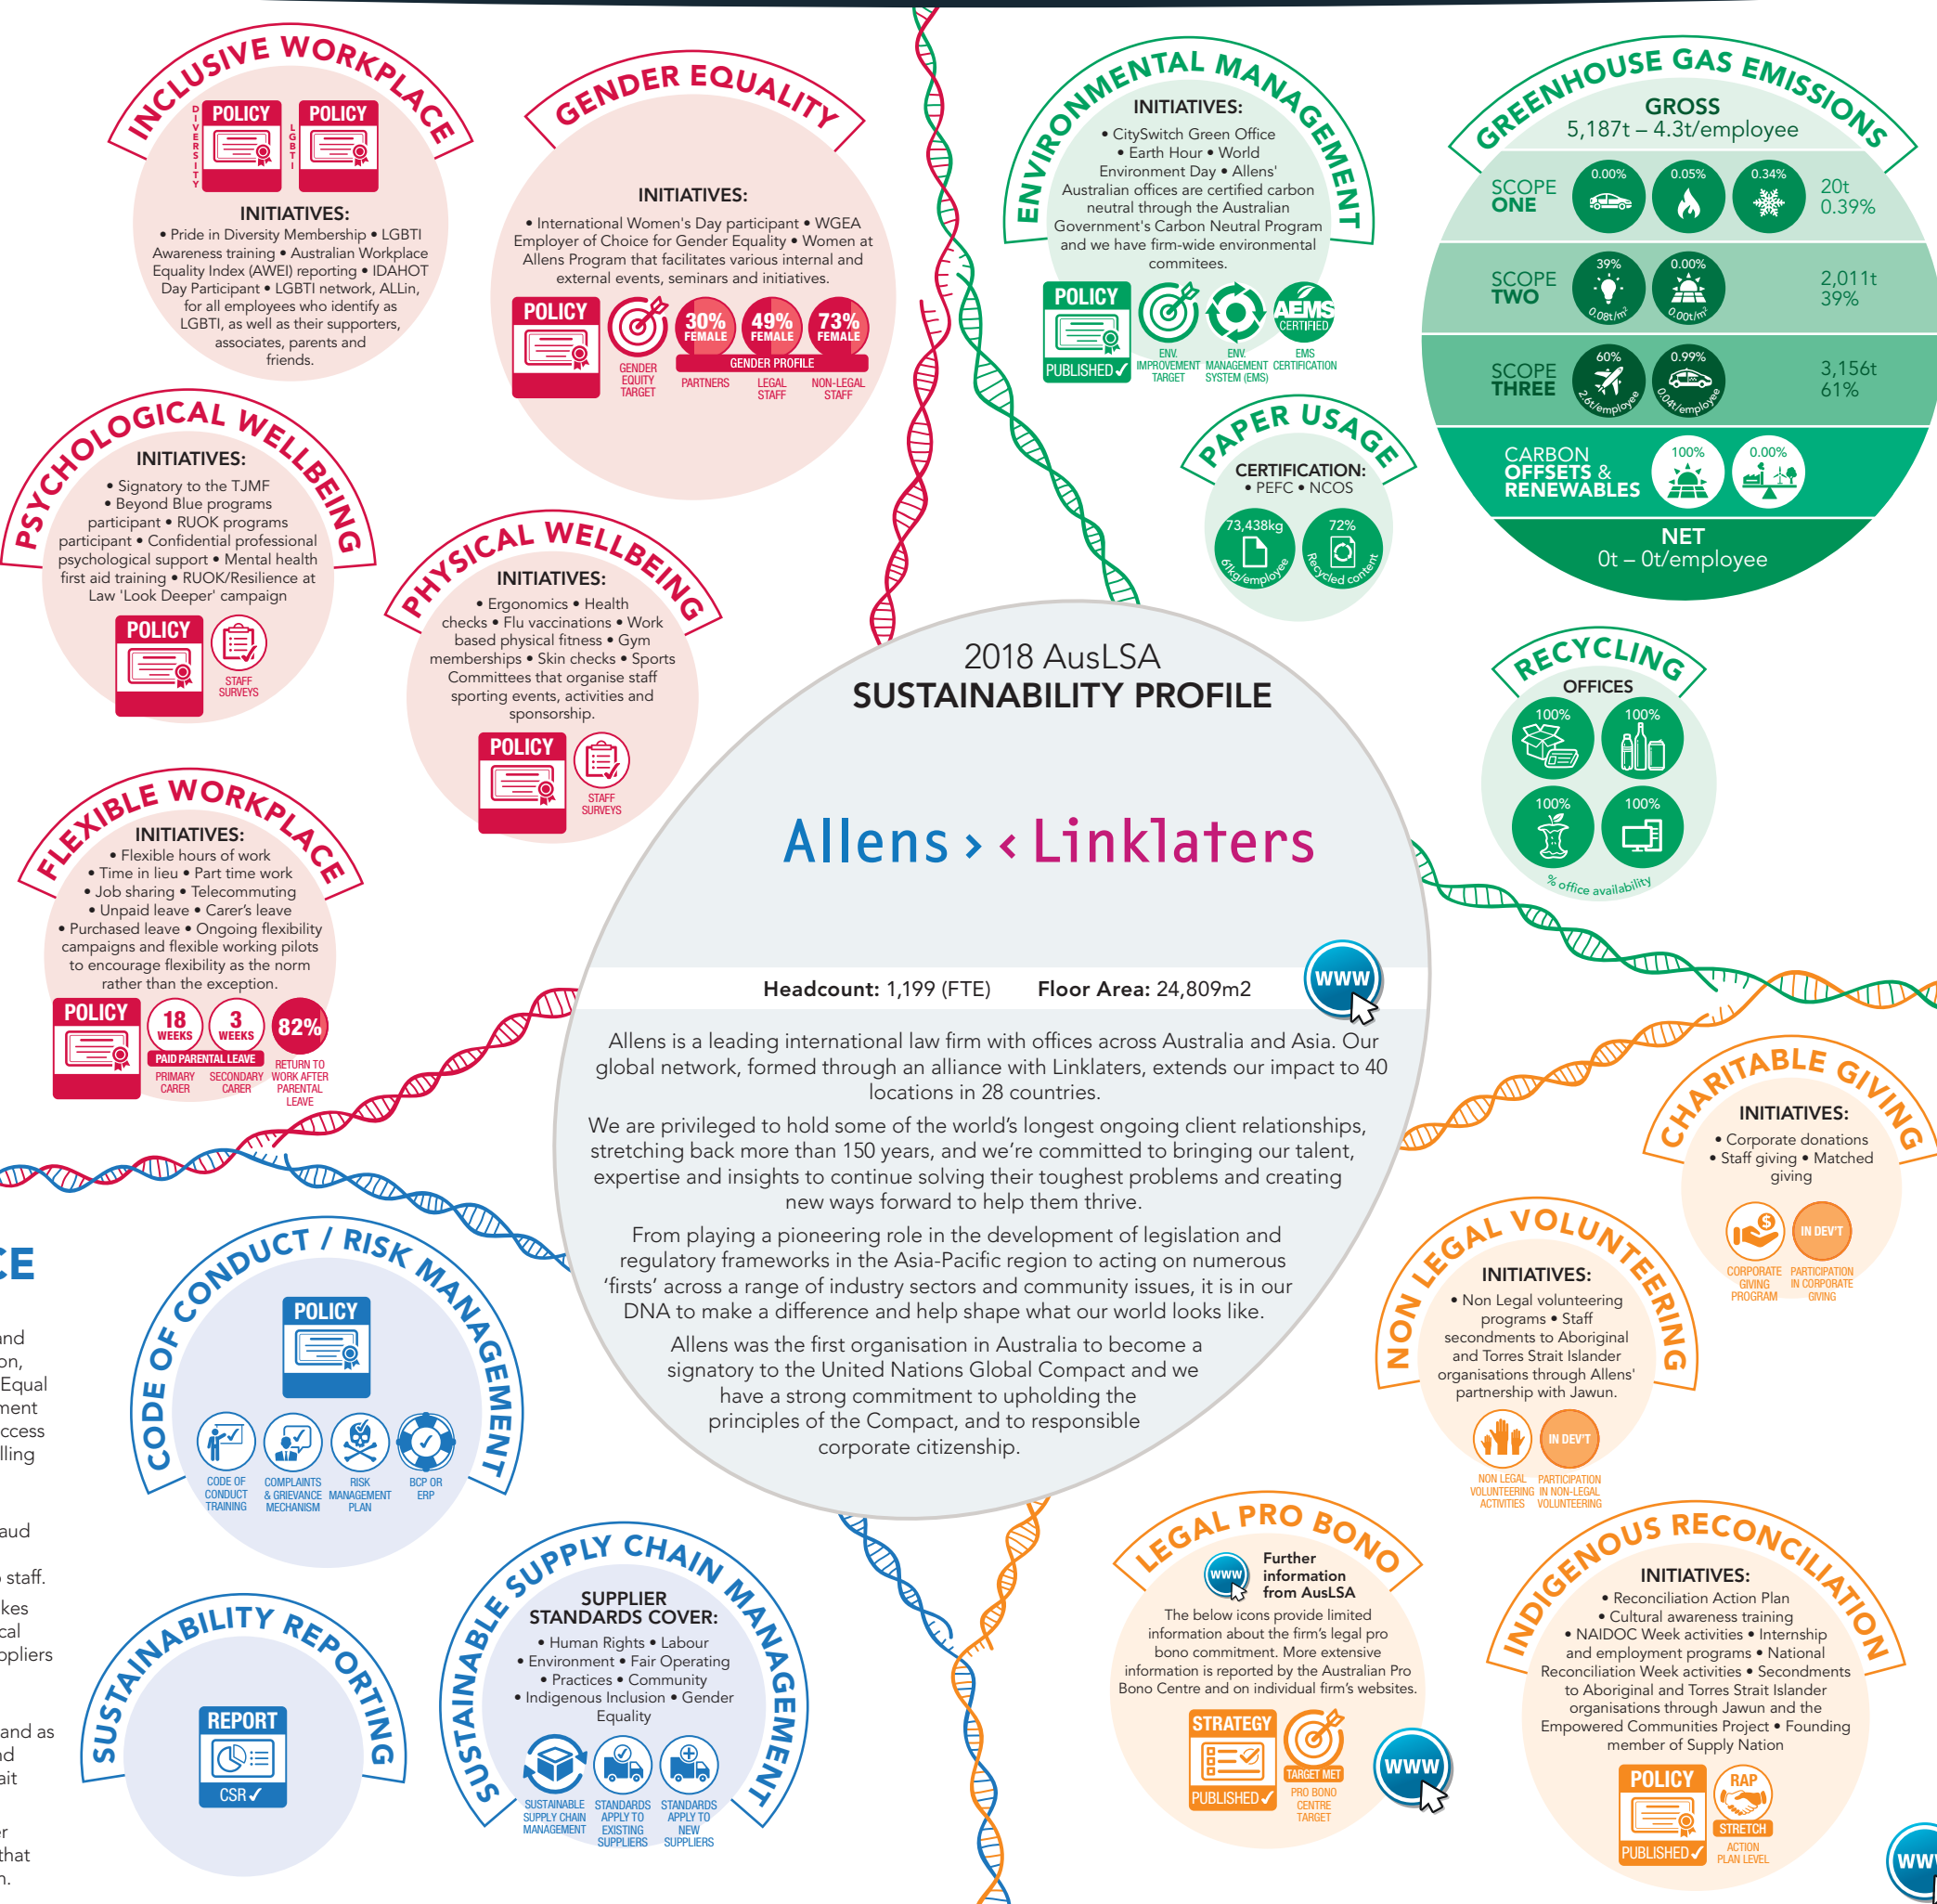 INCLUSIVE WORKPLACE
DIVERSITY
POLICY
LGBTI
POLICY
INITIATIVES:
• Pride in Diversity Membership • LGBTI
Awareness training • Australian Workplace
Equality Index (AWEI) reporting • IDAHOT
Day Participant • LGBTI network, ALLin,
for all employees who identify as
LGBTI, as well as their supporters,
associates, parents and
friends.
GENDER EQUALITY
INITIATIVES:
• International Women's Day participant • WGEA
Employer of Choice for Gender Equality • Women at
Allens Program that facilitates various internal and
external events, seminars and initiatives.
POLICY
GENDER
EQUITY
TARGET
30%
FEMALE
49%
FEMALE
73%
FEMALE
GENDER PROFILE
PARTNERS
LEGAL
STAFF
NON-LEGAL
STAFF
ENVIRONMENTAL MANAGEMENT
INITIATIVES:
• CitySwitch Green Office
• Earth Hour • World
Environment Day • Allens'
Australian offices are certified carbon
neutral through the Australian
Government's Carbon Neutral Program
and we have firm-wide environmental
commitees.
POLICY
PUBLISHED ✓
ENV.
IMPROVEMENT
TARGET
ENV.
MANAGEMENT
SYSTEM (EMS)
AEMS
CERTIFIED
EMS
CERTIFICATION
GREENHOUSE GAS EMISSIONS
GROSS
5,187t – 4.3t/employee
SCOPE
ONE
0.00%
0.05%
0.34%
20t
0.39%
SCOPE
TWO
39%
0.08t/m²
0.00%
0.00t/m²
2,011t
39%
SCOPE
THREE
60%
2.6t/employee
0.99%
0.04t/employee
3,156t
61%
CARBON
OFFSETS &
RENEWABLES
100%
0.00%
NET
0t – 0t/employee
PSYCHOLOGICAL WELLBEING
INITIATIVES:
• Signatory to the TJMF
• Beyond Blue programs
participant • RUOK programs
participant • Confidential professional
psychological support • Mental health
first aid training • RUOK/Resilience at
Law 'Look Deeper' campaign
POLICY
STAFF
SURVEYS
PHYSICAL WELLBEING
INITIATIVES:
• Ergonomics • Health
checks • Flu vaccinations • Work
based physical fitness • Gym
memberships • Skin checks • Sports
Committees that organise staff
sporting events, activities and
sponsorship.
POLICY
STAFF
SURVEYS
PAPER USAGE
CERTIFICATION:
• PEFC • NCOS
73,438kg
61kg/employee
72%
Recycled content
RECYCLING
OFFICES
100%
100%
100%
100%
% office availability
FLEXIBLE WORKPLACE
INITIATIVES:
• Flexible hours of work
• Time in lieu • Part time work
• Job sharing • Telecommuting
• Unpaid leave • Carer's leave
• Purchased leave • Ongoing flexibility
campaigns and flexible working pilots
to encourage flexibility as the norm
rather than the exception.
POLICY
18
WEEKS
3
WEEKS
PAID PARENTAL LEAVE
PRIMARY
CARER
SECONDARY
CARER
82%
RETURN TO
WORK AFTER
PARENTAL
LEAVE
2018 AusLSA
SUSTAINABILITY PROFILE
Allens > < Linklaters
Headcount: 1,199 (FTE) Floor Area: 24,809m2
www
Allens is a leading international law firm with offices across Australia and Asia. Our
global network, formed through an alliance with Linklaters, extends our impact to 40
locations in 28 countries.
We are privileged to hold some of the world's longest ongoing client relationships,
stretching back more than 150 years, and we're committed to bringing our talent,
expertise and insights to continue solving their toughest problems and creating
new ways forward to help them thrive.
From playing a pioneering role in the development of legislation and
regulatory frameworks in the Asia-Pacific region to acting on numerous
'firsts' across a range of industry sectors and community issues, it is in our
DNA to make a difference and help shape what our world looks like.
Allens was the first organisation in Australia to become a
signatory to the United Nations Global Compact and we
have a strong commitment to upholding the
principles of the Compact, and to responsible
corporate citizenship.
CHARITABLE GIVING
INITIATIVES:
• Corporate donations
• Staff giving • Matched
giving
CORPORATE
GIVING
PROGRAM
IN DEV'T
PARTICIPATION
IN CORPORATE
GIVING
NON LEGAL VOLUNTEERING
INITIATIVES:
• Non Legal volunteering
programs • Staff
secondments to Aboriginal
and Torres Strait Islander
organisations through Allens'
partnership with Jawun.
NON LEGAL
VOLUNTEERING
ACTIVITIES
IN DEV'T
PARTICIPATION
IN NON-LEGAL
VOLUNTEERING
CE
and
on,
Equal
ment
ccess
lling
aud
staff.
kes
cal
ppliers
and as
nd
ait
er
that
n.
CODE OF CONDUCT / RISK MANAGEMENT
POLICY
CODE OF
CONDUCT
TRAINING
COMPLAINTS
& GRIEVANCE
MECHANISM
RISK
MANAGEMENT
PLAN
BCP OR
ERP
SUSTAINABILITY REPORTING
REPORT
CSR ✓
SUSTAINABLE SUPPLY CHAIN MANAGEMENT
SUPPLIER
STANDARDS COVER:
• Human Rights • Labour
• Environment • Fair Operating
• Practices • Community
• Indigenous Inclusion • Gender
Equality
SUSTAINABLE
SUPPLY CHAIN
MANAGEMENT
STANDARDS
APPLY TO
EXISTING
SUPPLIERS
STANDARDS
APPLY TO
NEW
SUPPLIERS
LEGAL PRO BONO
www
Further
information
from AusLSA
The below icons provide limited
information about the firm's legal pro
bono commitment. More extensive
information is reported by the Australian Pro
Bono Centre and on individual firm's websites.
STRATEGY
PUBLISHED ✓
TARGET MET
PRO BONO
CENTRE
TARGET
www
INDIGENOUS RECONCILIATION
INITIATIVES:
• Reconciliation Action Plan
• Cultural awareness training
• NAIDOC Week activities • Internship
and employment programs • National
Reconciliation Week activities • Secondments
to Aboriginal and Torres Strait Islander
organisations through Jawun and the
Empowered Communities Project • Founding
member of Supply Nation
POLICY
PUBLISHED ✓
RAP
STRETCH
ACTION
PLAN LEVEL
ww